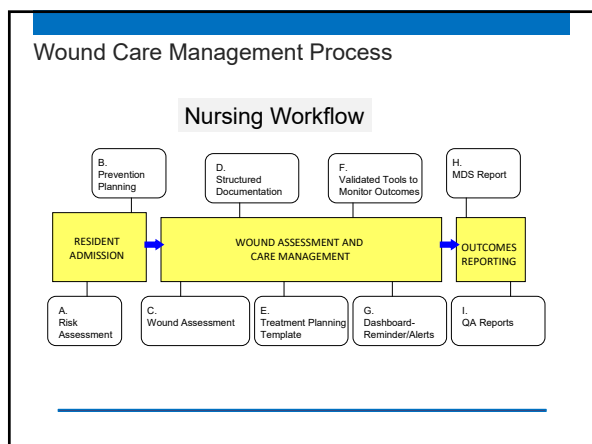 Wound Care Management Process
Nursing Workflow
B.
Prevention
Planning
D.
Structured
Documentation
F.
Validated Tools to
Monitor Outcomes
H.
MDS Report
RESIDENT
ADMISSION
WOUND ASSESSMENT AND
CARE MANAGEMENT
OUTCOMES
REPORTING
A.
Risk
Assessment
C.
Wound Assessment
E.
Treatment Planning
Template
G.
Dashboard-
Reminder/Alerts
I.
QA Reports